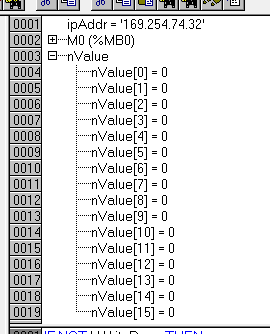 0001 ipAddr = '169.254.74.32'
0002 M0 (%MB0)
0003 nValue
0004 nValue[0] = 0
0005 nValue[1] = 0
0006 nValue[2] = 0
0007 nValue[3] = 0
0008 nValue[4] = 0
0009 nValue[5] = 0
0010 nValue[6] = 0
0011 nValue[7] = 0
0012 nValue[8] = 0
0013 nValue[9] = 0
0014 nValue[10] = 0
0015 nValue[11] = 0
0016 nValue[12] = 0
0017 nValue[13] = 0
0018 nValue[14] = 0
0019 nValue[15] = 0